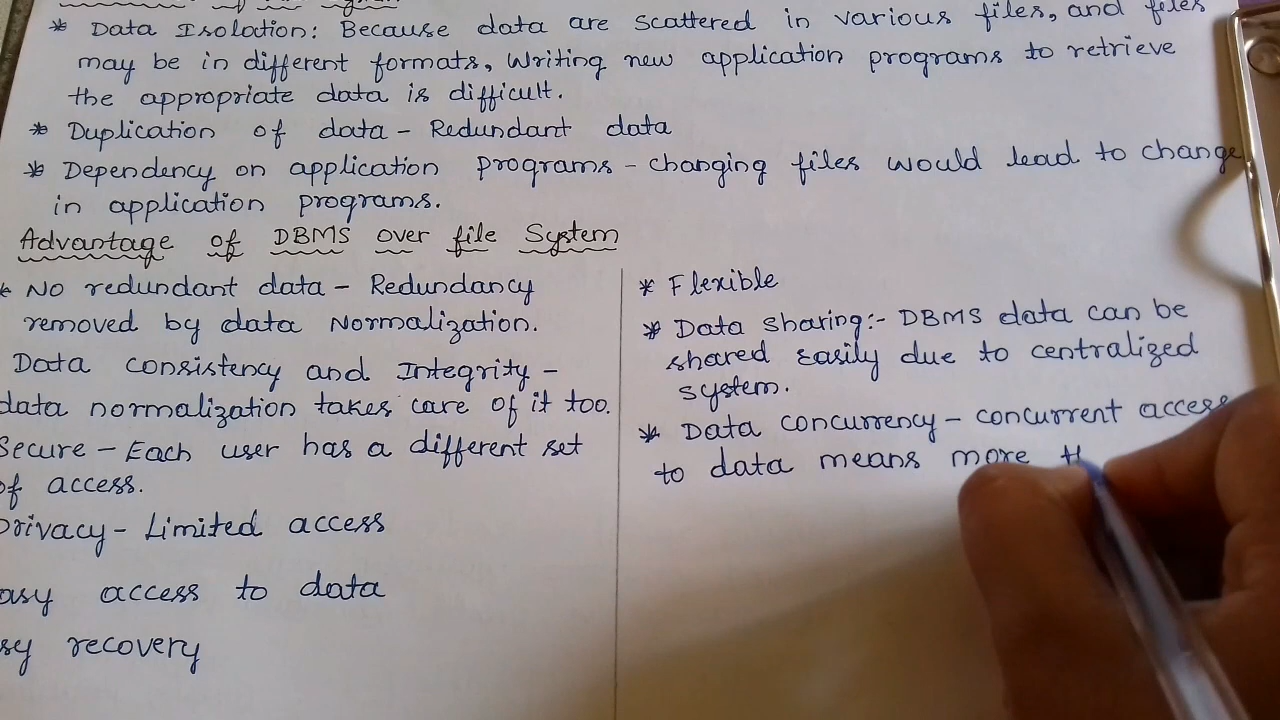 * Data Isolation: Because data are scattered in various files, and files
may be in different formats, Writing new application programs to retrieve
the appropriate data is difficult.
* Duplication of data - Redundant data
* Dependency on application programs - changing files would lead to change
in application programs.
Advantage of DBMS over file System
* No redundant data - Redundancy
removed by data Normalization.
Data consistency and Integrity -
data normalization takes care of it too.
Secure - Each user has a different set
of access.
Privacy - Limited access
asy access to data
sy recovery
* Flexible
* Data sharing:- DBMS data can be
shared easily due to centralized
system.
* Data concurrency - concurrent access
to data means more